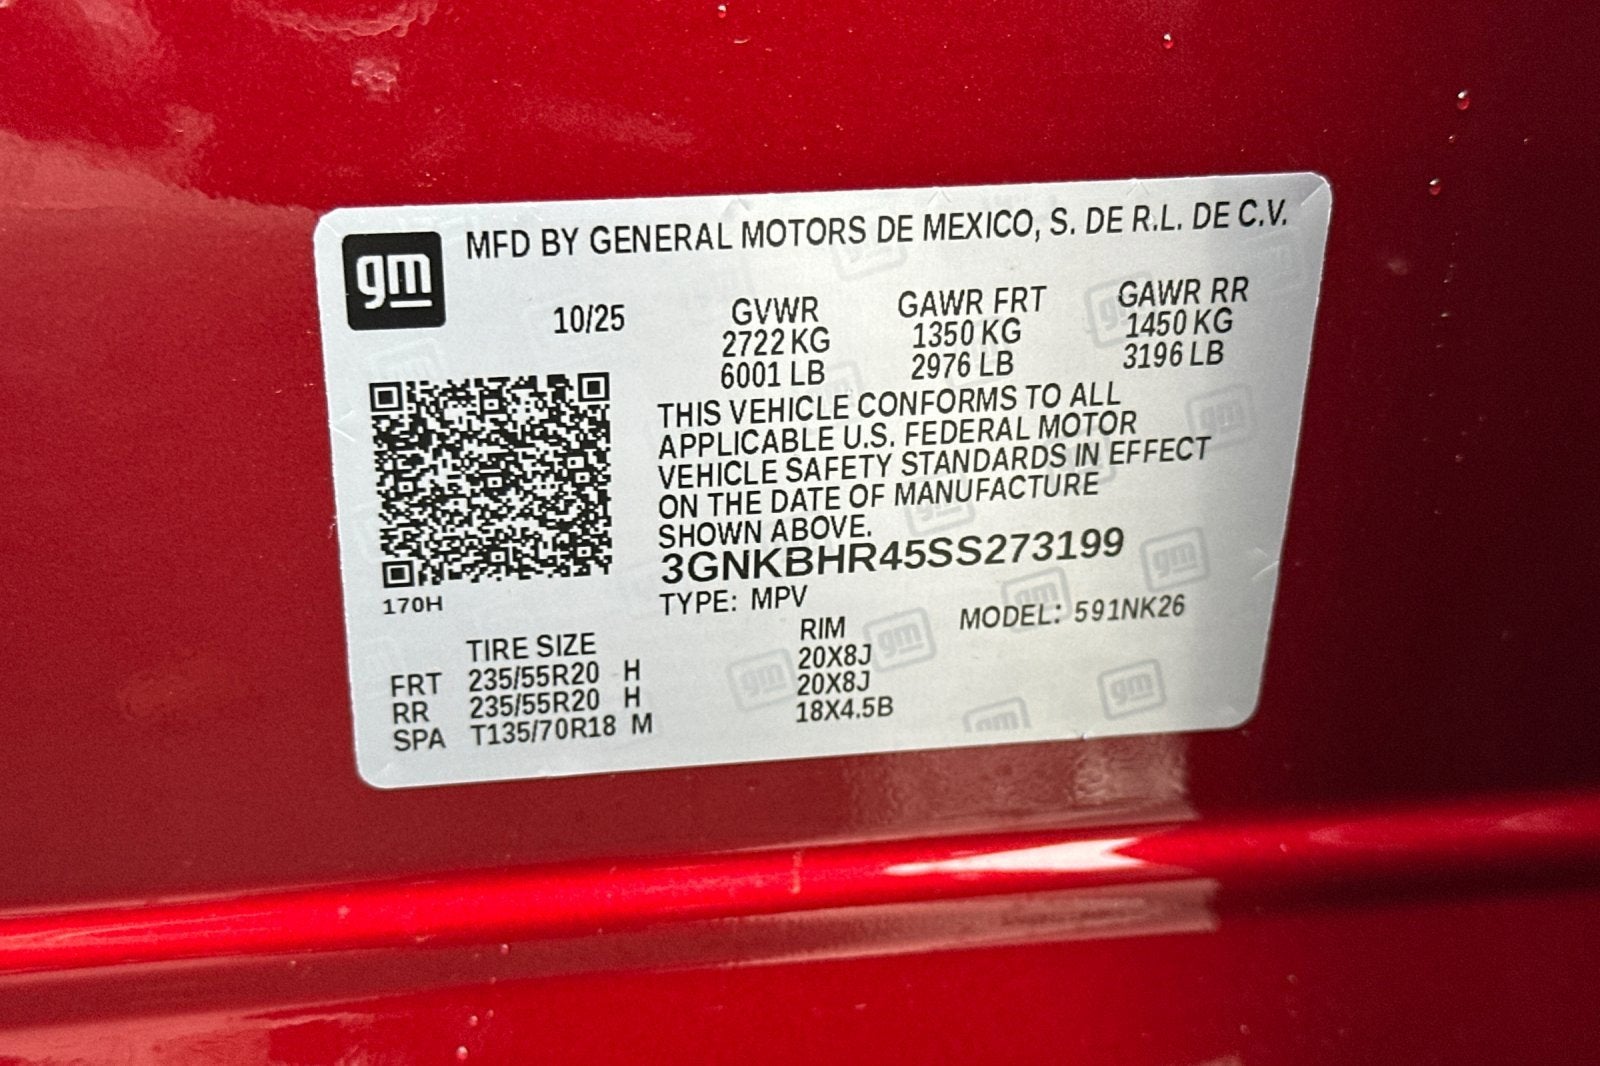 gm
MFD BY GENERAL MOTORS DE MEXICO, S. DE R.L. DE C.V.
10/25
GVWR GAWR FRT GAWR RR
2722 KG 1350 KG 1450 KG
6001 LB 2976 LB 3196 LB
THIS VEHICLE CONFORMS TO ALL
APPLICABLE U.S. FEDERAL MOTOR
VEHICLE SAFETY STANDARDS IN EFFECT
ON THE DATE OF MANUFACTURE
SHOWN ABOVE.
3GNKBHR45SS273199
170H
TYPE: MPV MODEL: 591NK26
TIRE SIZE RIM
FRT 235/55R20 H 20X8J
RR 235/55R20 H 20X8J
SPA T135/70R18 M 18X4.5B